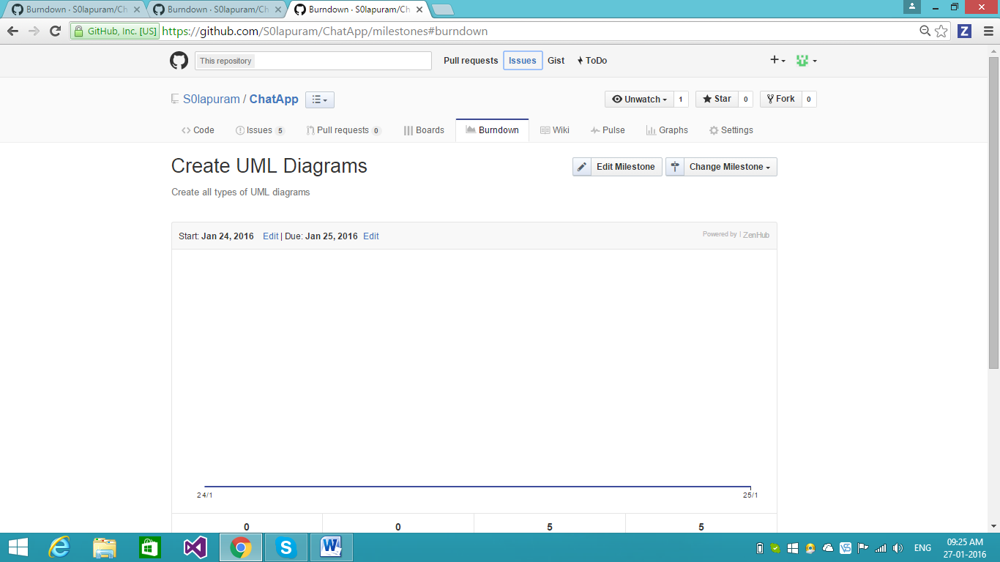 Burdown · S0lapuram/Ch
Burndown · S0lapuram/Ch
Burndown · S0lapuram/Ch
GitHub, Inc. [US] https://github.com/S0lapuram/ChatApp/milestones#burndown
Z
This repository Pull requests Issues Gist ToDo
S0lapuram / ChatApp Unwatch 1 Star 0 Fork 0
Code Issues 5 Pull requests 0 Boards Burndown Wiki Pulse Graphs Settings
Create UML Diagrams Edit Milestone Change Milestone
Create all types of UML diagrams
Start: Jan 24, 2016 Edit | Due: Jan 25, 2016 Edit Powered by | ZenHub
24/1 25/1
0 0 5 5
ENG 09:25 AM
27-01-2016